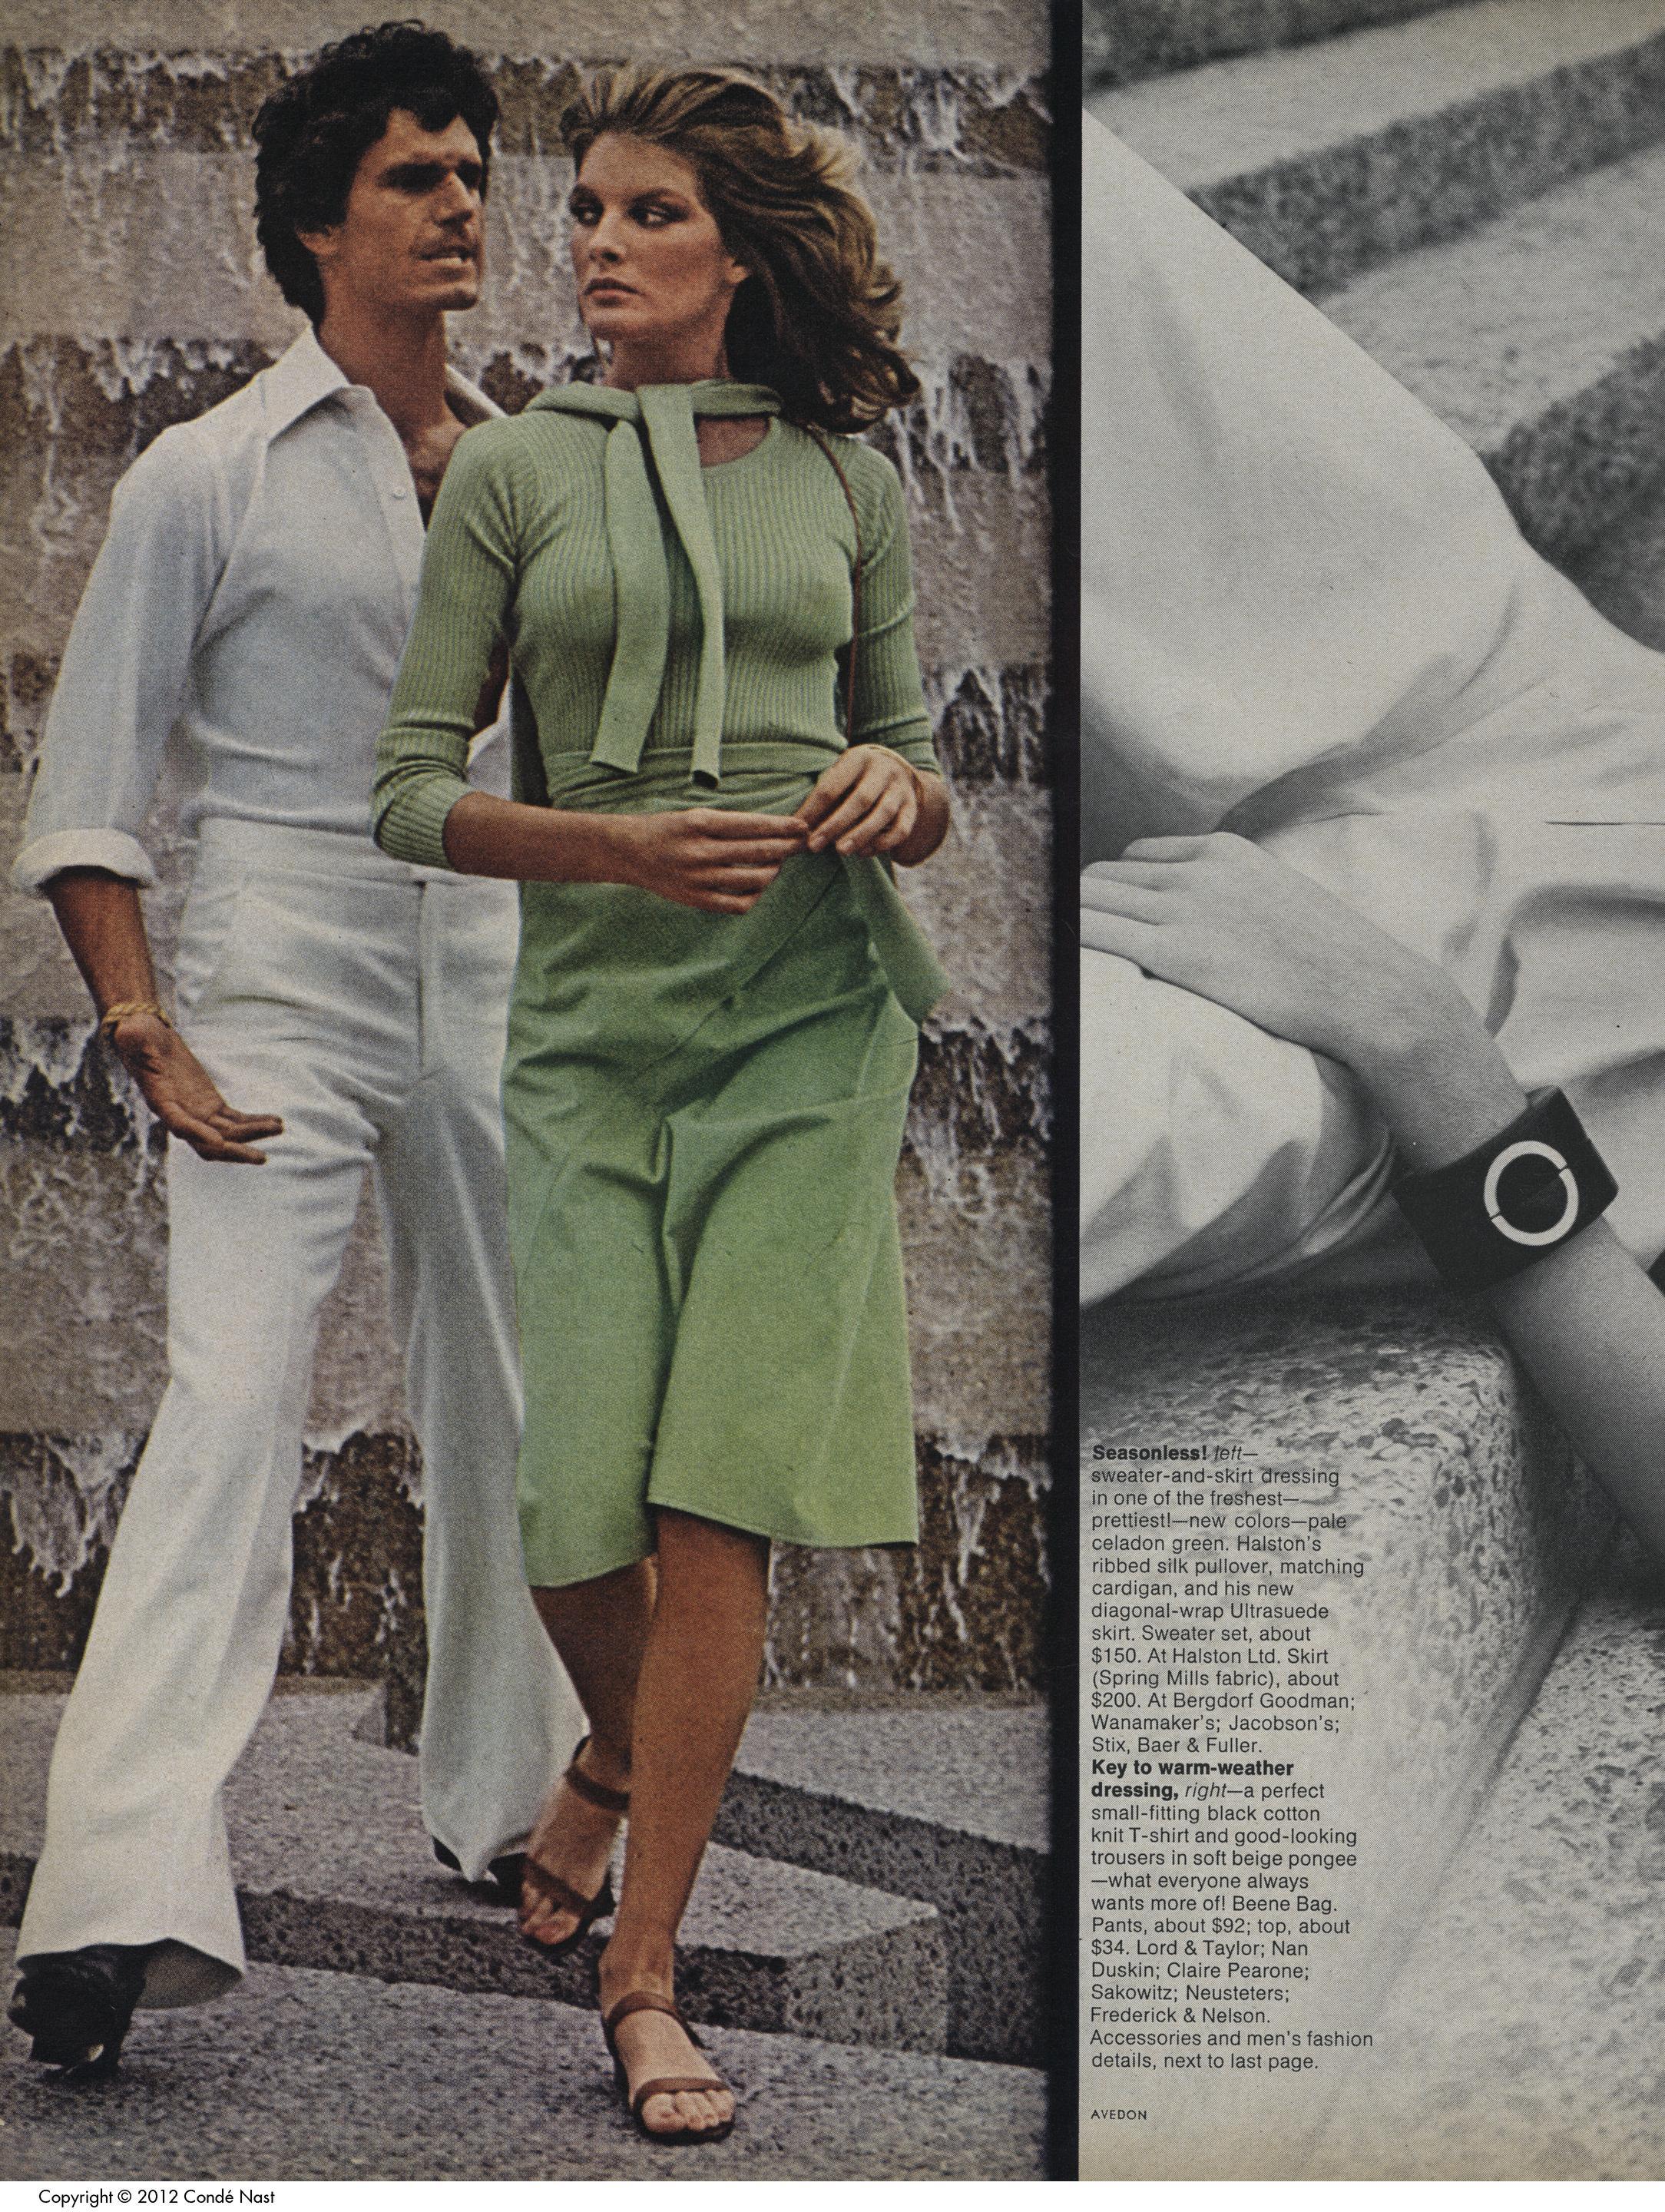 Seasonless! left—
sweater-and-skirt dressing
in one of the freshest—
prettiest!—new colors—pale
celadon green. Halston's
ribbed silk pullover, matching
cardigan, and his new
diagonal-wrap Ultrasuede
skirt. Sweater set, about
$150. At Halston Ltd. Skirt
(Spring Mills fabric), about
$200. At Bergdorf Goodman;
Wanamaker's; Jacobson's;
Stix, Baer & Fuller.
Key to warm-weather
dressing, right—a perfect
small-fitting black cotton
knit T-shirt and good-looking
trousers in soft beige pongee
—what everyone always
wants more of! Beene Bag.
Pants, about $92; top, about
$34. Lord & Taylor; Nan
Duskin; Claire Pearone;
Sakowitz; Neusteters;
Frederick & Nelson.
Accessories and men's fashion
details, next to last page.
AVEDON
Copyright © 2012 Condé Nast